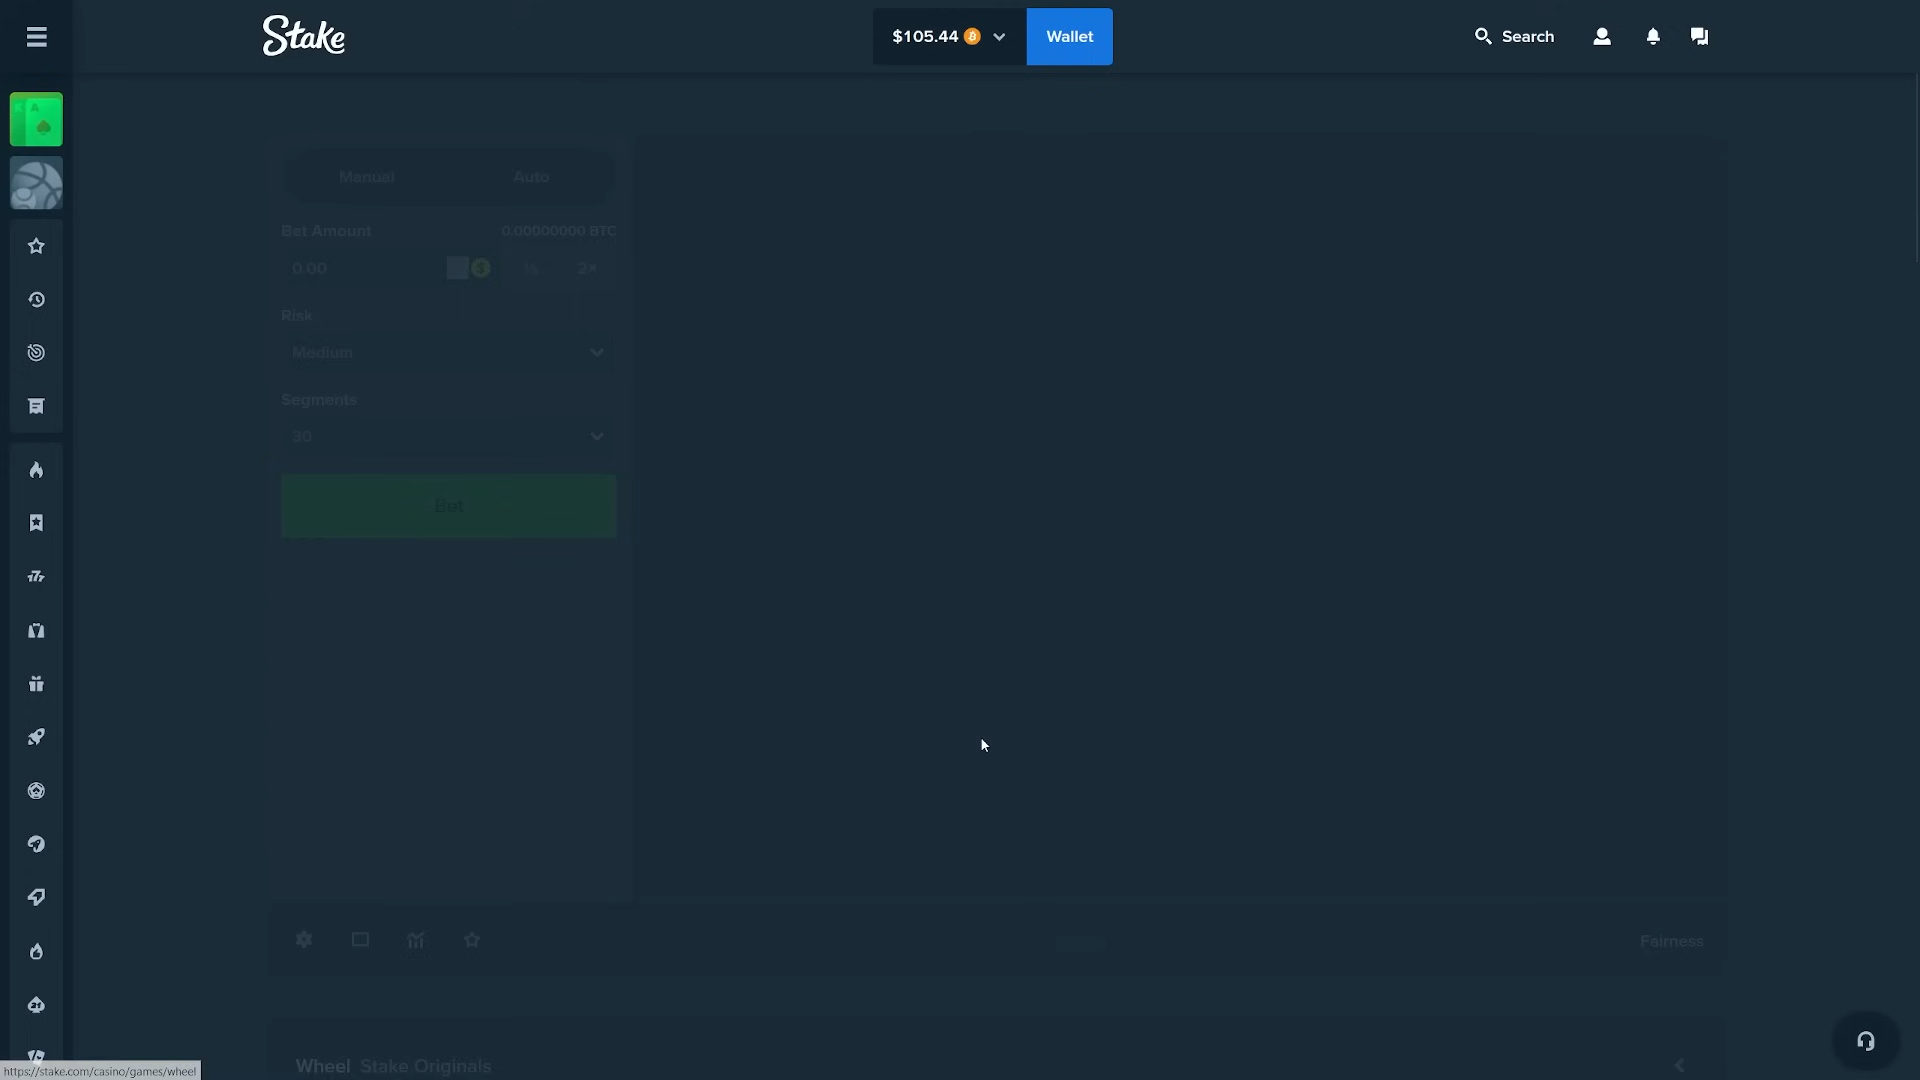 Stake
$105.44
Wallet
Search
Manual
Auto
Bet Amount
0.00000000 BTC
0.00
½
2×
Risk
Medium
Segments
30
Bet
Fairness
Wheel Stake Originals
https://stake.com/casino/games/wheel